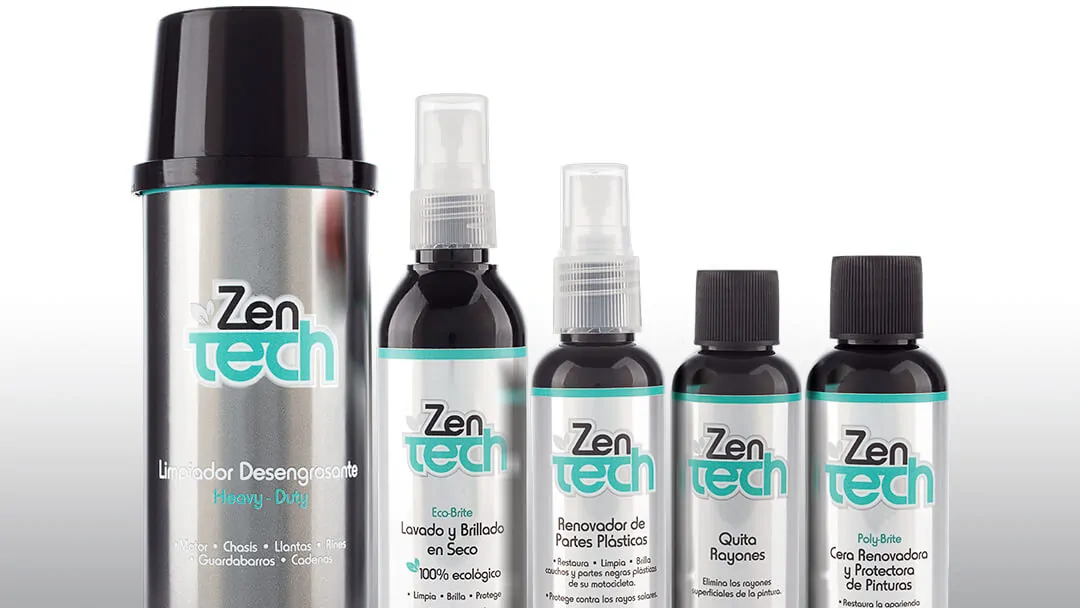 Zen
tech
Limpiador Desengrasante
Heavy - Duty
• Motor • Chasis • Llantas • Rines
• Guardabarros • Cadenas
Zen
tech
Eco-Brite
Lavado y Brillado
en Seco
100% ecológico
• Limpia • Brilla • Protege
Zen
tech
Renovador de
Partes Plásticas
• Restaura • Limpia • Brilla
cauchos y partes negras plásticas
de su motocicleta.
• Protege contra los rayos solares.
Zen
tech
Quita
Rayones
Elimina los rayones
superficiales de la pintura.
Zen
tech
Poly-Brite
Cera Renovadora
y Protectora
de Pinturas
• Restaura la apariencia